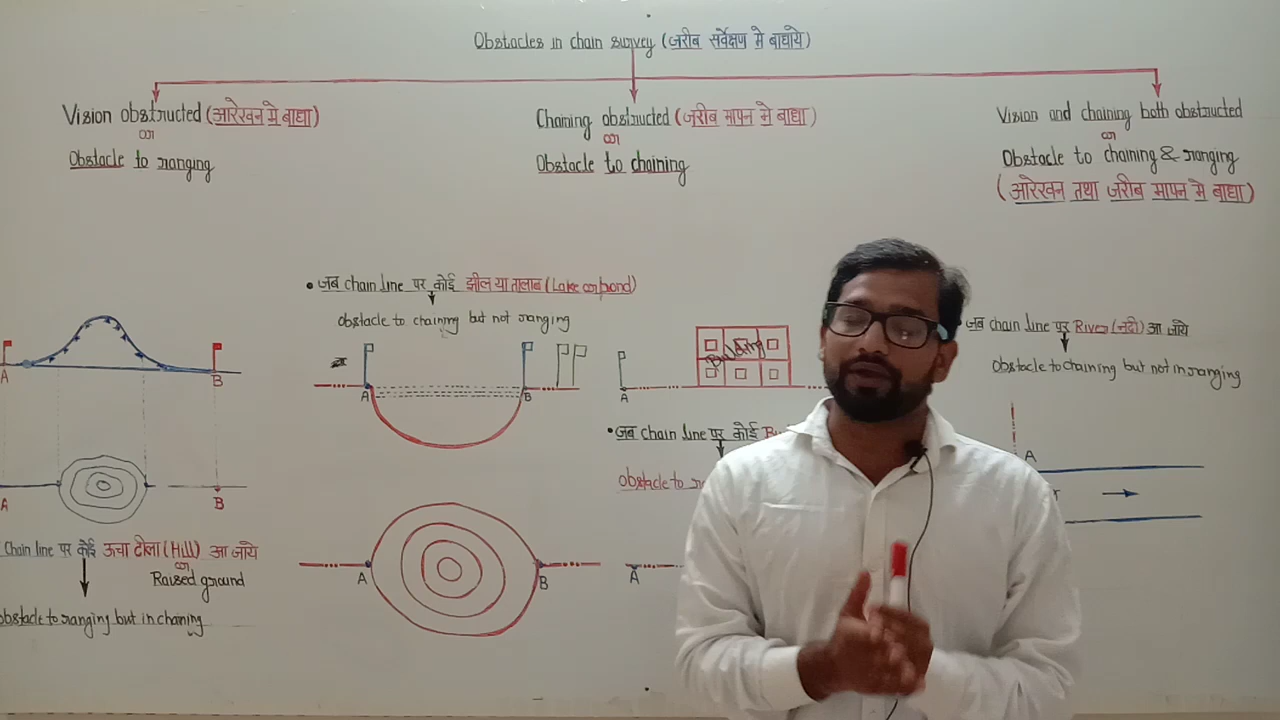 Obstacles in chain survey (जरीब सर्वेक्षण मे बाधाये)
Vision obstructed (आरेखन मे बाधा)
or
Obstacle to ranging
Chaining obstructed (जरीब मापन मे बाधा)
or
Obstacle to chaining
Vision and chaining both obstructed
or
Obstacle to chaining & ranging
(आरेखन तथा जरीब मापन मे बाधा)
A
B
A
B
Chain line पर कोई ऊचा टीला (Hill) आ जाये
or
Raised ground
obstacle to ranging but in chaining
• जब chain line पर कोई झील या तालाब (Lake or pond)
obstacle to chaining but not ranging
A
B
A
B
Building
A
• जब chain line पर कोई
obstacle to
A
जब chain line पर River (नदी) आ जाये
Obstacle to chaining but not in ranging
A